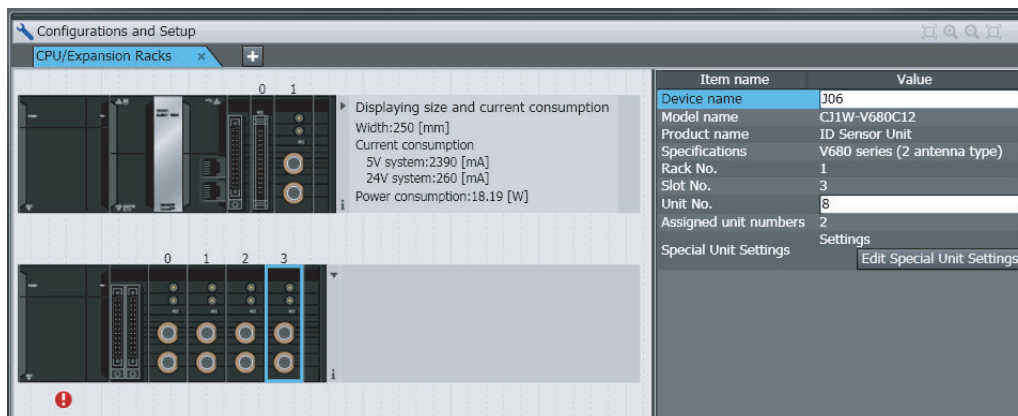 Configurations and Setup
CPU/Expansion Racks
0 1
Displaying size and current consumption
Width:250 [mm]
Current consumption
5V system:2390 [mA]
24V system:260 [mA]
Power consumption:18.19 [W]
0 1 2 3
Item name Value
Device name J06
Model name CJ1W-V680C12
Product name ID Sensor Unit
Specifications V680 series (2 antenna type)
Rack No. 1
Slot No. 3
Unit No. 8
Assigned unit numbers 2
Special Unit Settings Settings
Edit Special Unit Settings